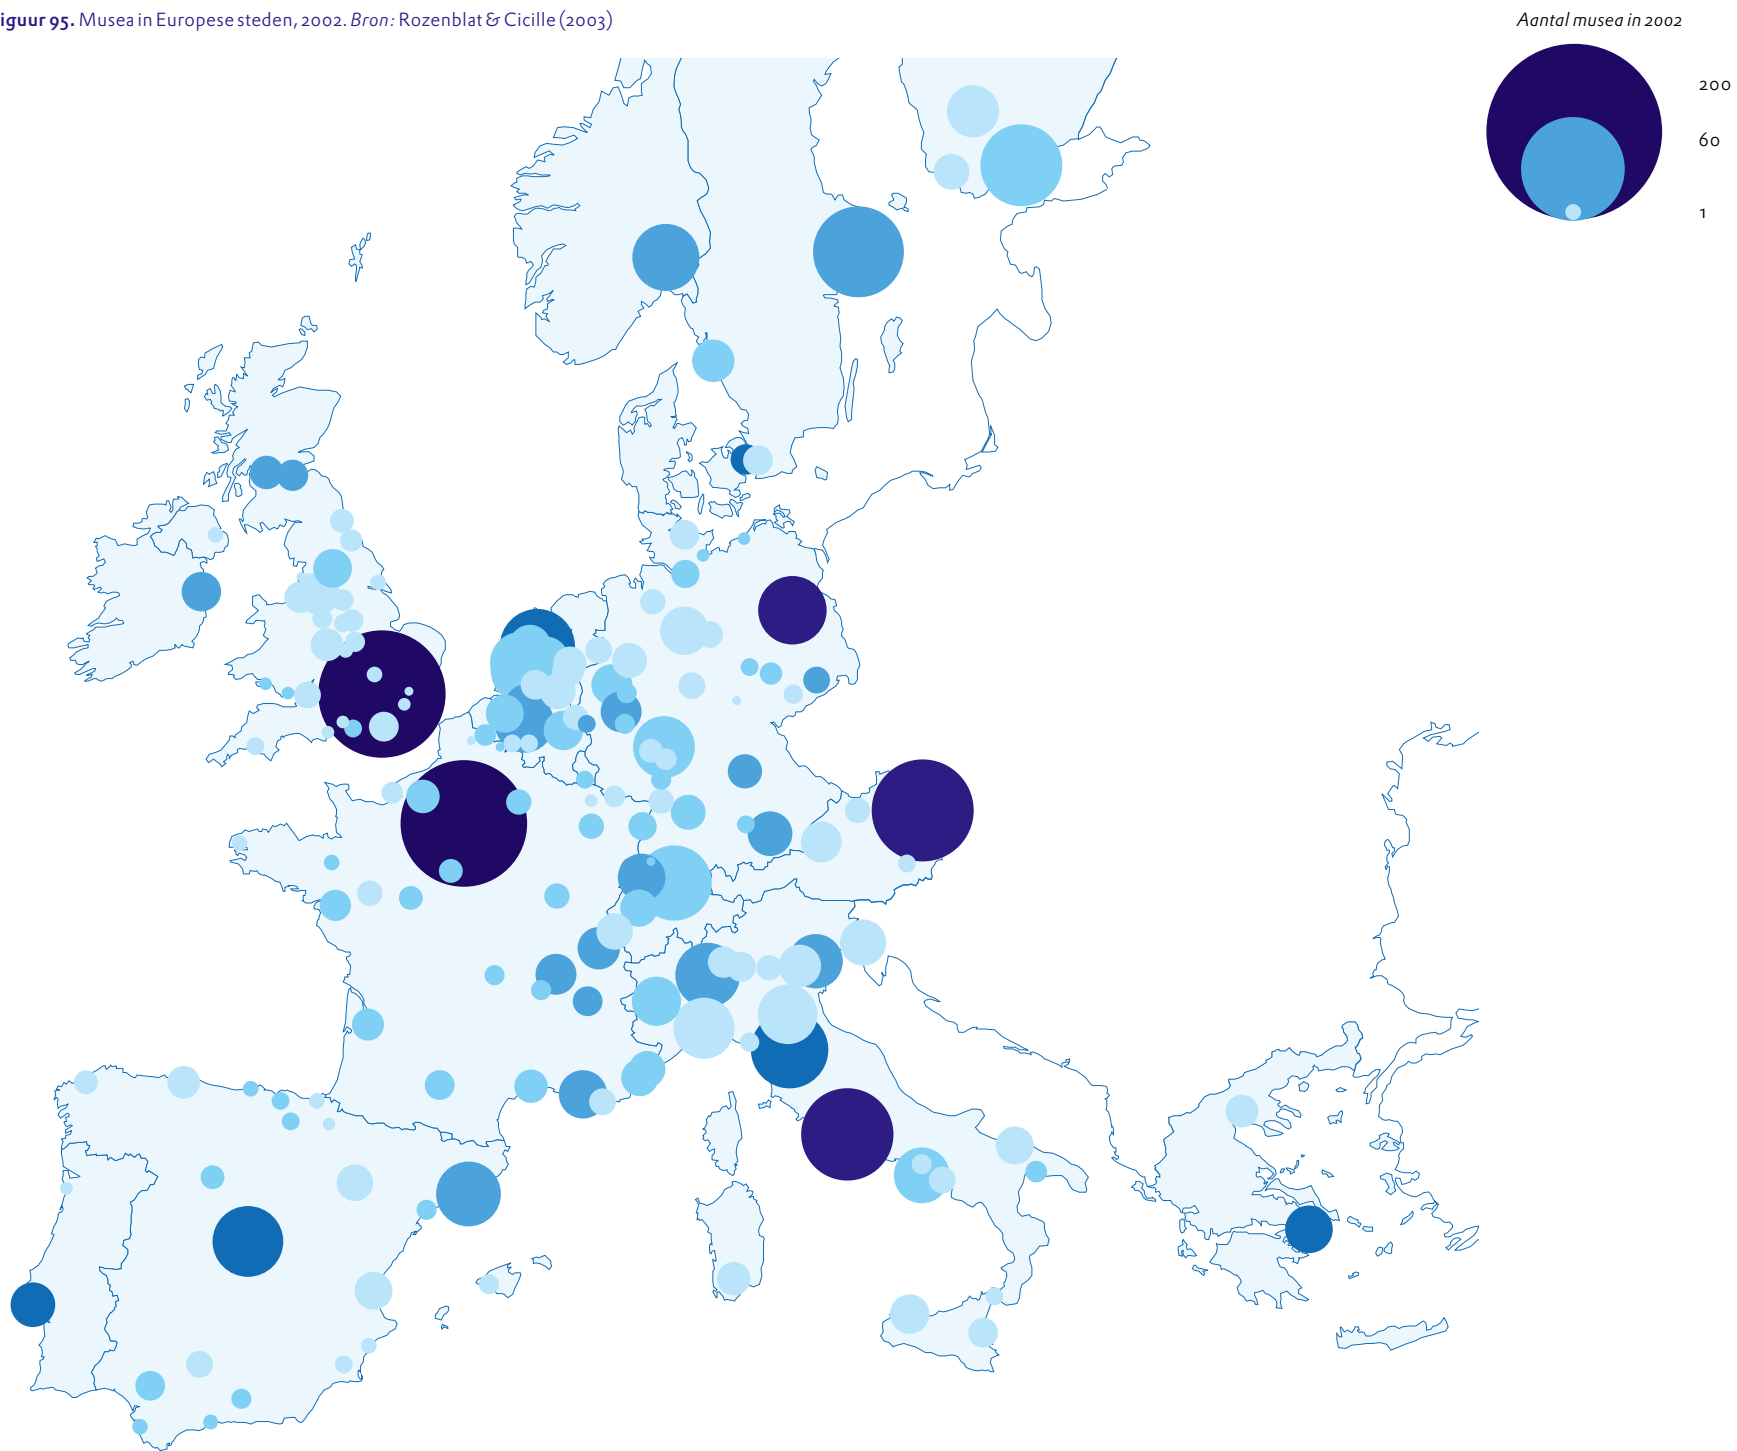 iguur 95. Musea in Europese steden, 2002. Bron: Rozenblat & Cicille (2003)
Aantal musea in 2002
200
60
1